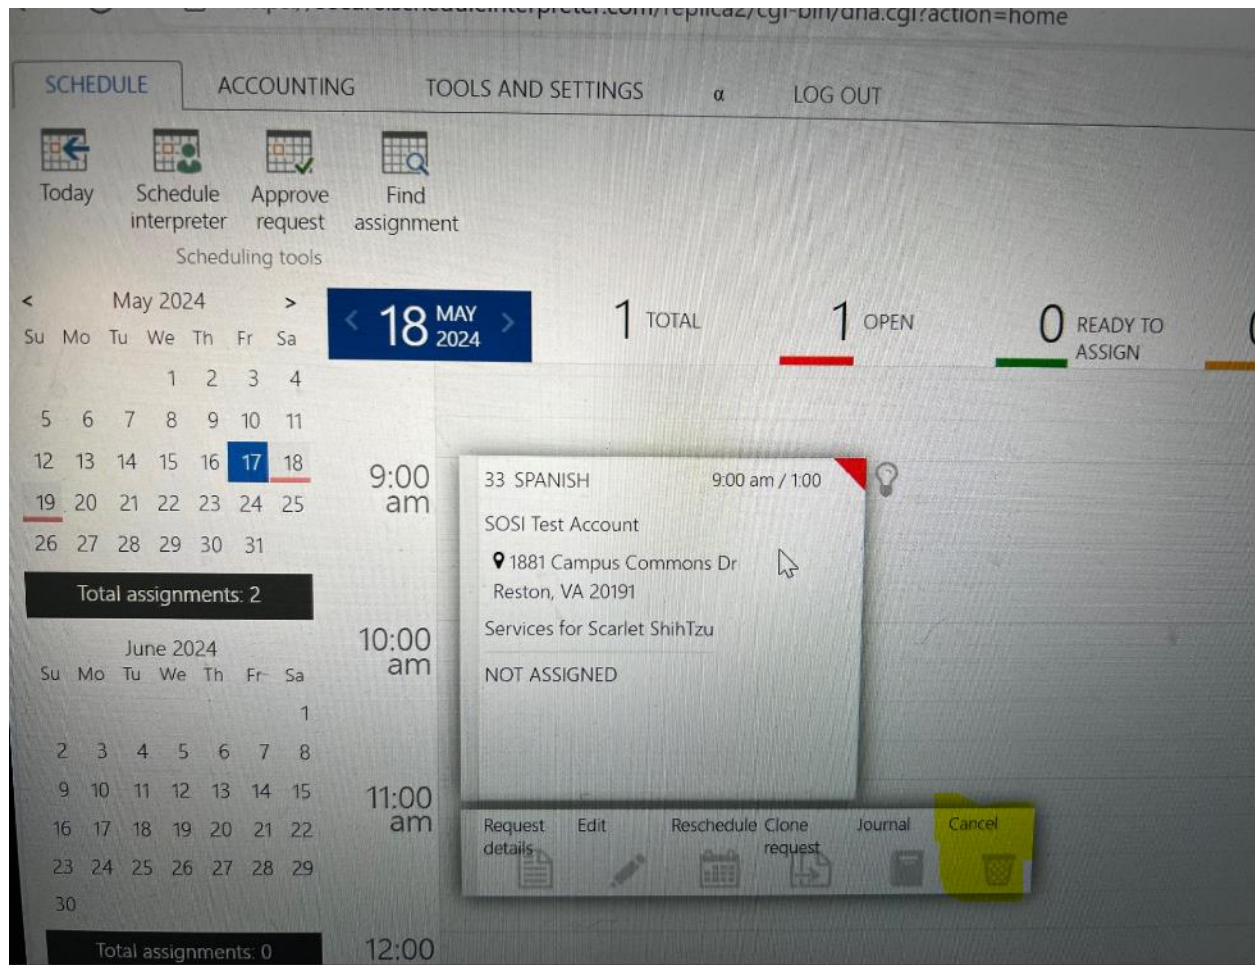 action=home
SCHEDULE ACCOUNTING TOOLS AND SETTINGS α LOG OUT
Today Schedule interpreter Approve request Find assignment
Scheduling tools
< May 2024 >
Su Mo Tu We Th Fr Sa
1 2 3 4
5 6 7 8 9 10 11
12 13 14 15 16 17 18
19 20 21 22 23 24 25
26 27 28 29 30 31
Total assignments: 2
June 2024
Su Mo Tu We Th Fr Sa
1
2 3 4 5 6 7 8
9 10 11 12 13 14 15
16 17 18 19 20 21 22
23 24 25 26 27 28 29
30
Total assignments: 0
< 18 MAY 2024 >
1 TOTAL
1 OPEN
0 READY TO ASSIGN
9:00 am
10:00 am
11:00 am
12:00
33 SPANISH 9:00 am / 1:00
SOSI Test Account
1881 Campus Commons Dr
Reston, VA 20191
Services for Scarlet ShihTzu
NOT ASSIGNED
Request details Edit Reschedule Clone request Journal Cancel